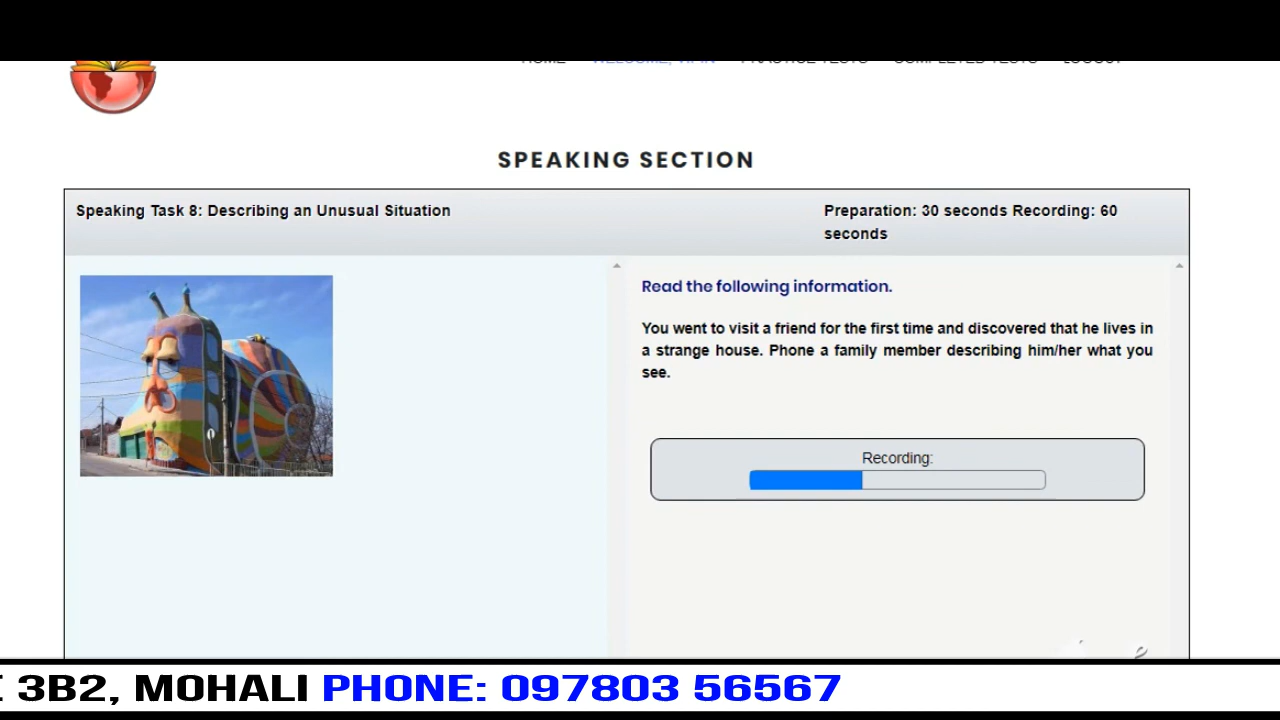 SPEAKING SECTION
Speaking Task 8: Describing an Unusual Situation
Preparation: 30 seconds Recording: 60
seconds
Read the following information.
You went to visit a friend for the first time and discovered that he lives in
a strange house. Phone a family member describing him/her what you
see.
Recording:
3B2, MOHALI PHONE: 097803 56567